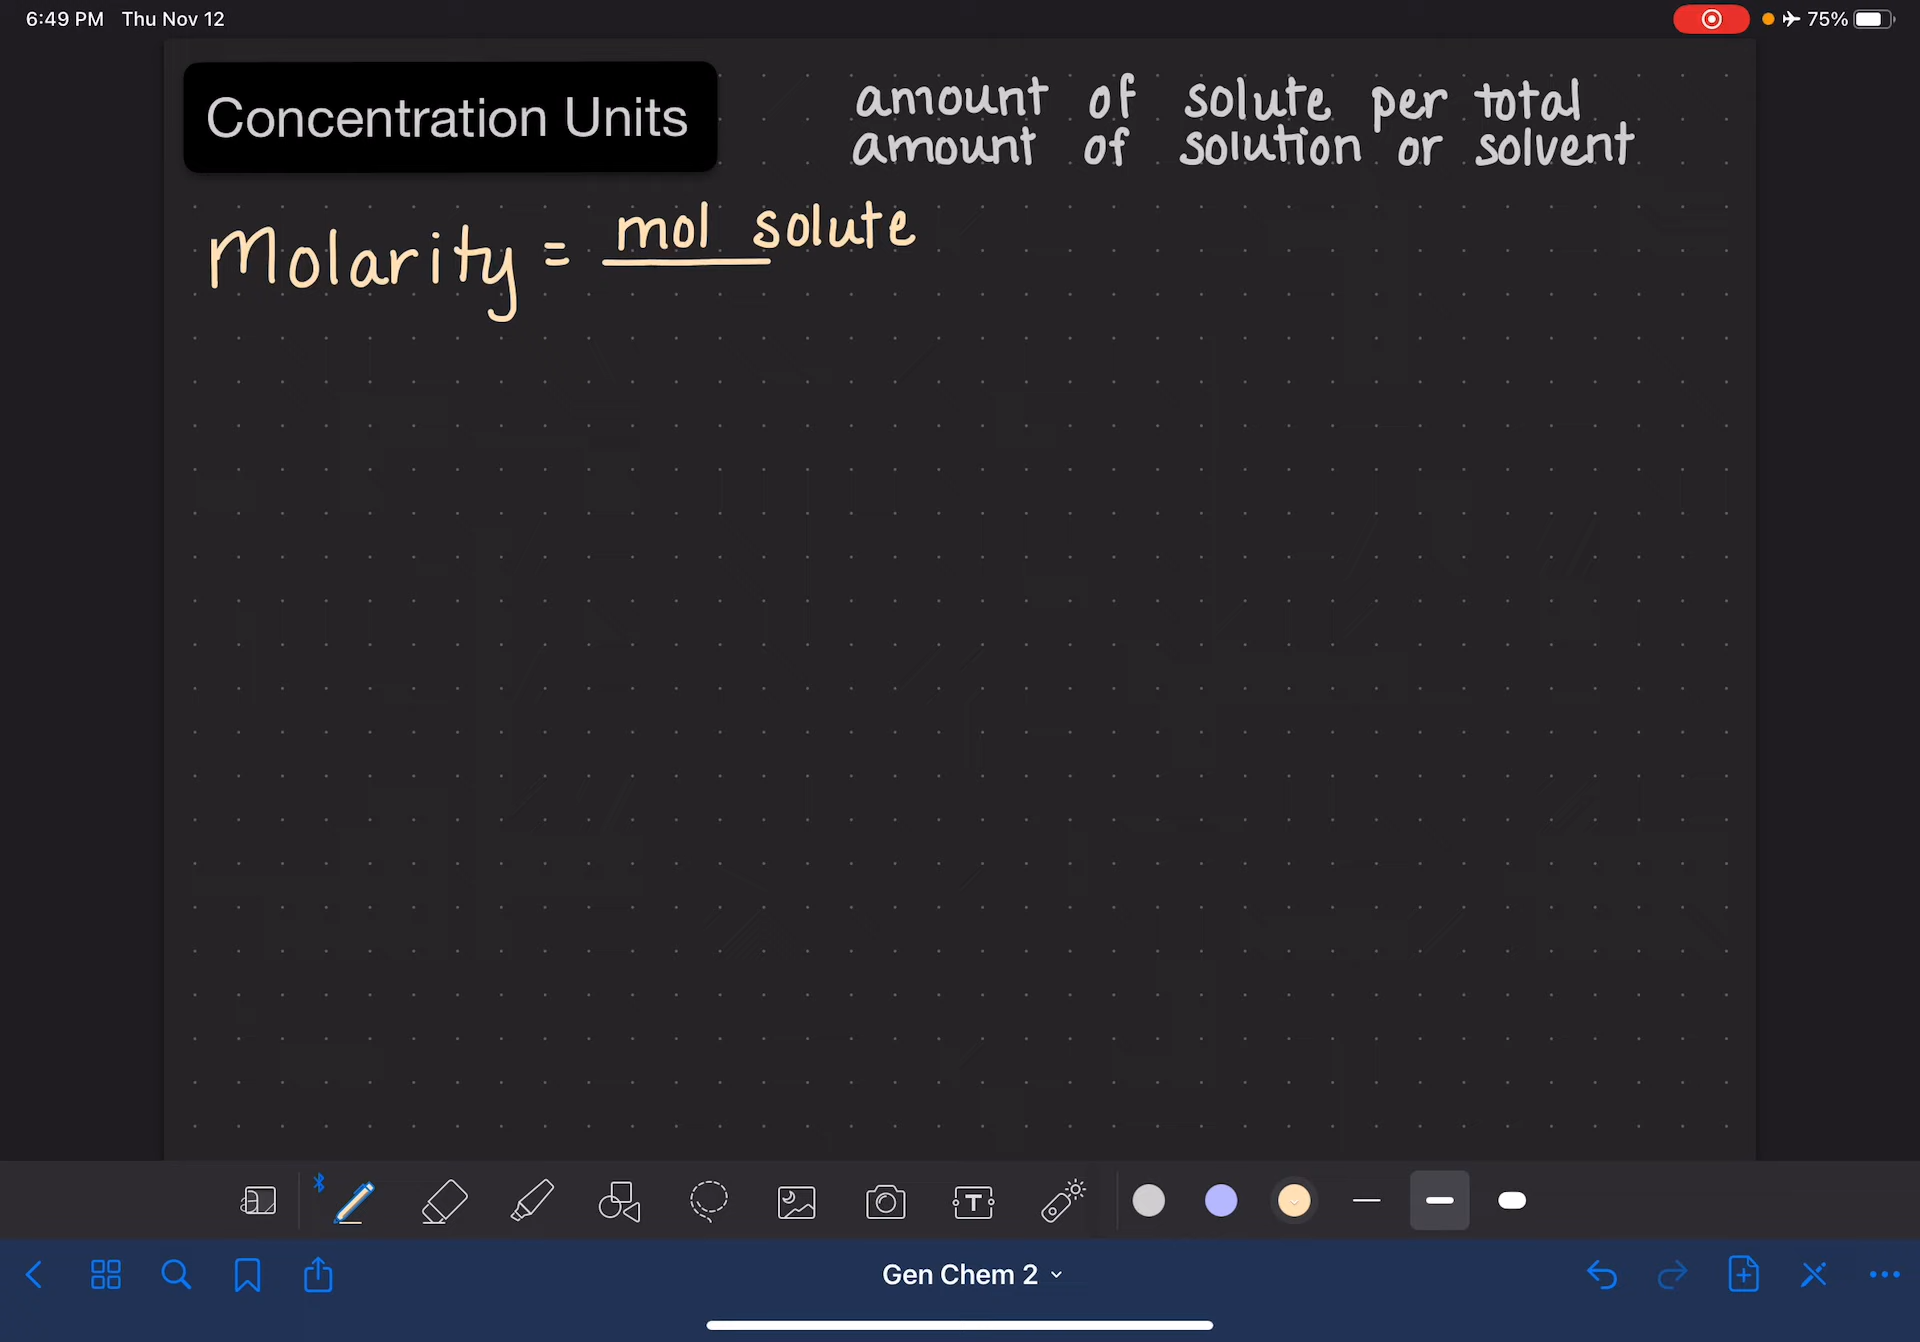 6:49 PM Thu Nov 12
75%
Concentration Units
amount of solute per total
amount of solution or solvent
Molarity = mol solute
Gen Chem 2